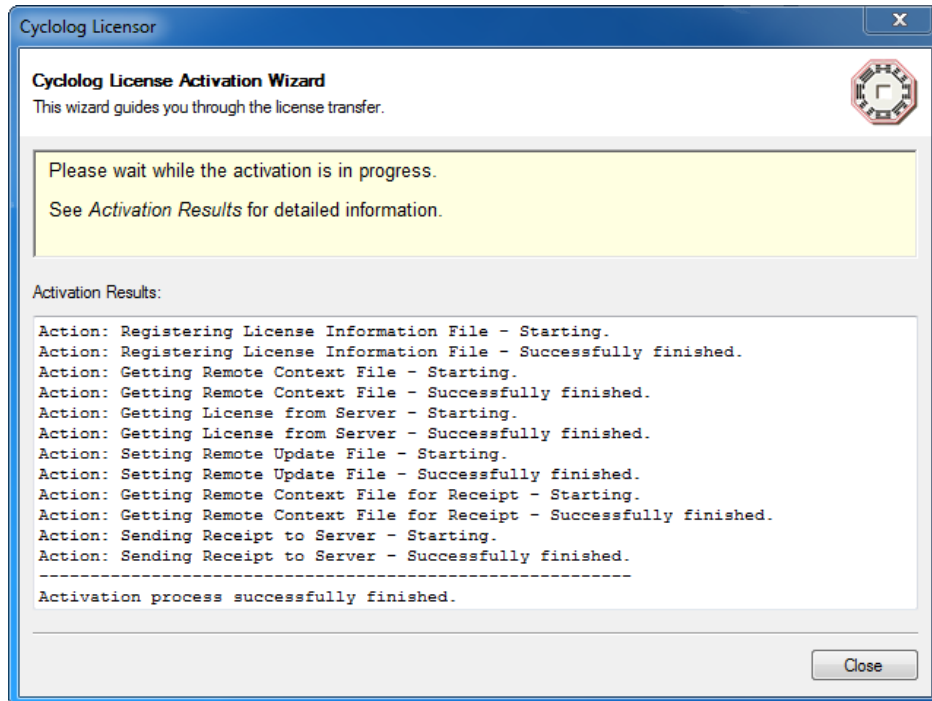 Cyclolog Licensor
Cyclolog License Activation Wizard
This wizard guides you through the license transfer.
Please wait while the activation is in progress.
See Activation Results for detailed information.
Activation Results:
Action: Registering License Information File - Starting.
Action: Registering License Information File - Successfully finished.
Action: Getting Remote Context File - Starting.
Action: Getting Remote Context File - Successfully finished.
Action: Getting License from Server - Starting.
Action: Getting License from Server - Successfully finished.
Action: Setting Remote Update File - Starting.
Action: Setting Remote Update File - Successfully finished.
Action: Getting Remote Context File for Receipt - Starting.
Action: Getting Remote Context File for Receipt - Successfully finished.
Action: Sending Receipt to Server - Starting.
Action: Sending Receipt to Server - Successfully finished.
----------------------------------------------------------
Activation process successfully finished.
Close